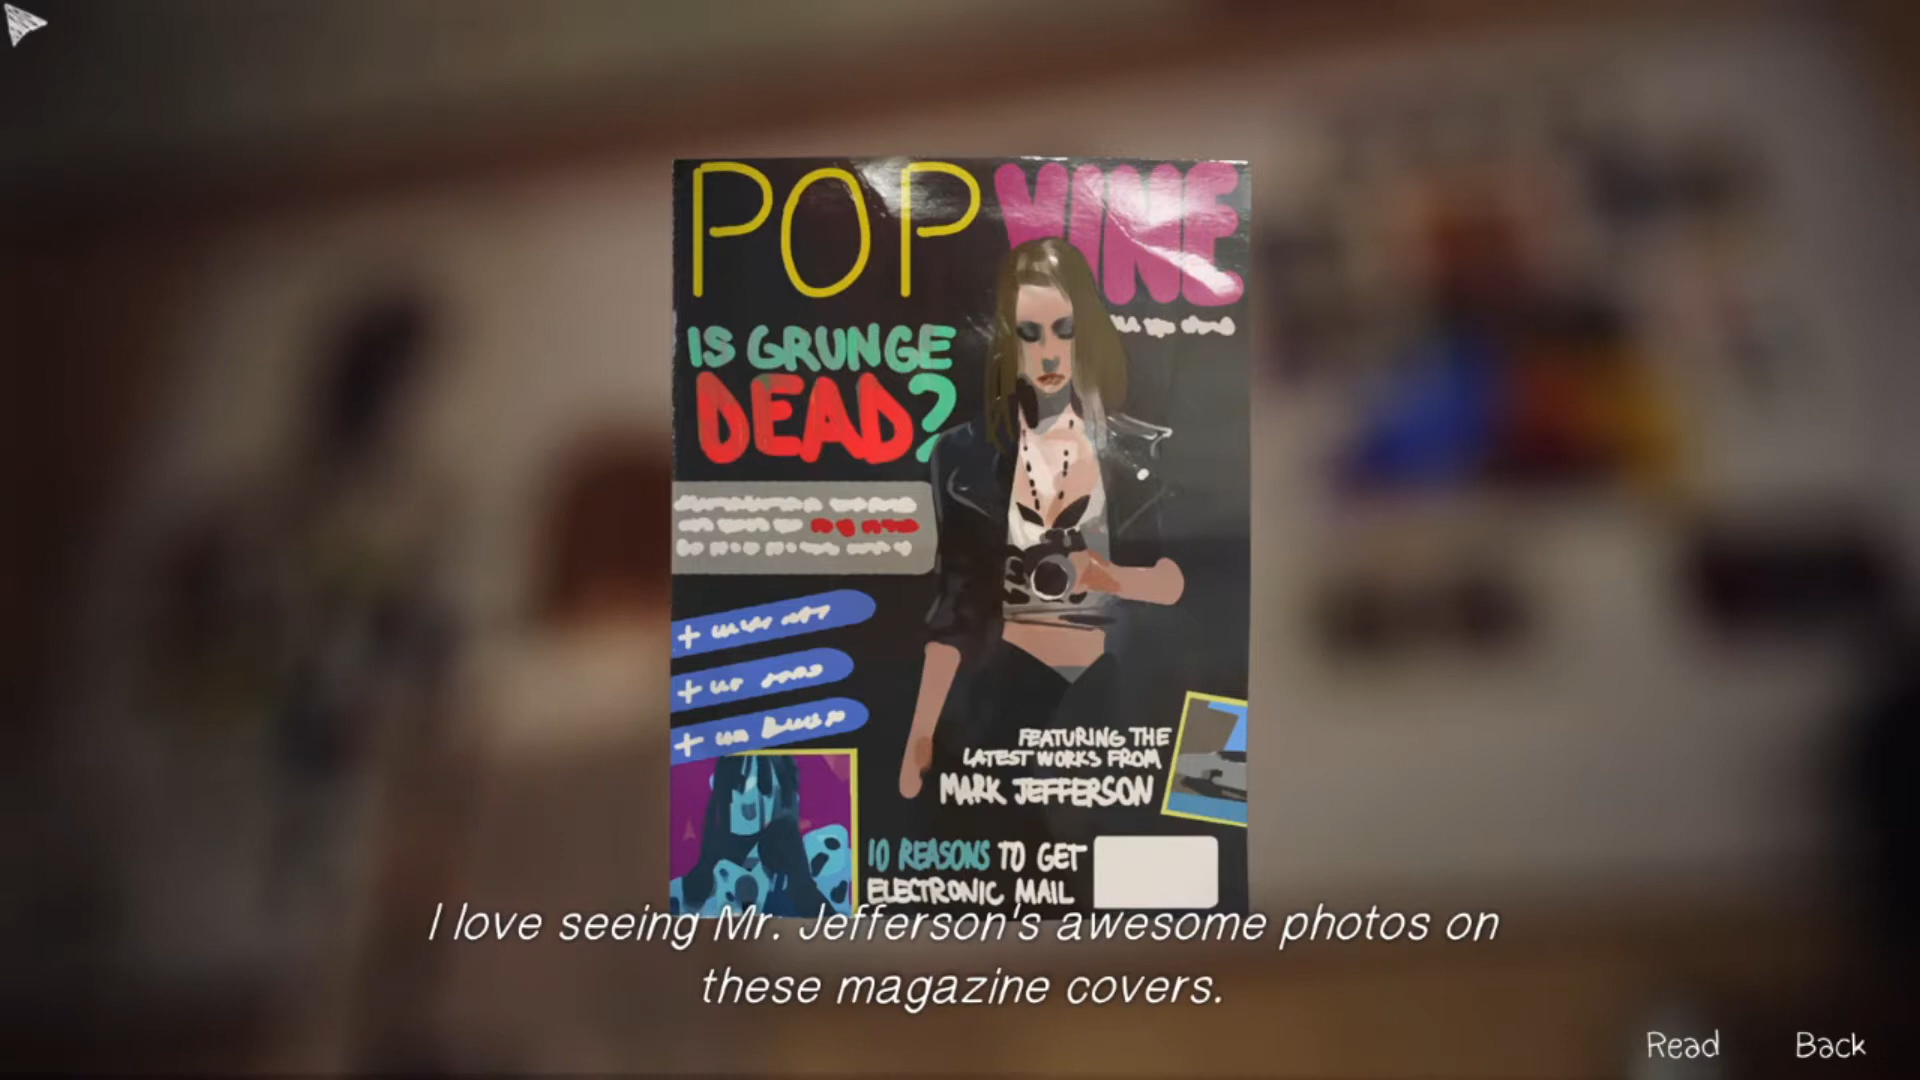 POP VINE
IS GRUNGE
DEAD?
FEATURING THE
LATEST WORKS FROM
MARK JEFFERSON
10 REASONS TO GET
ELECTRONIC MAIL
I love seeing Mr. Jefferson's awesome photos on
these magazine covers.
Read Back